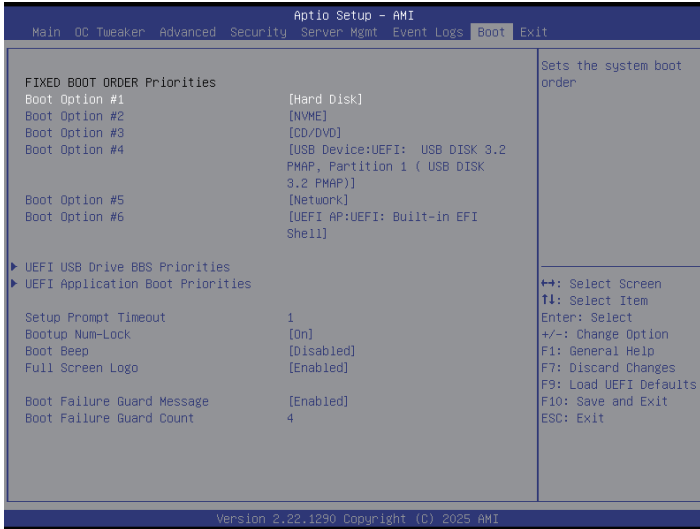 Aptio Setup - AMI
Main OC Tweaker Advanced Security Server Mgmt Event Logs Boot Exit
FIXED BOOT ORDER Priorities
Boot Option #1 [Hard Disk]
Boot Option #2 [NVME]
Boot Option #3 [CD/DVD]
Boot Option #4 [USB Device:UEFI: USB DISK 3.2
PMAP, Partition 1 ( USB DISK
3.2 PMAP)]
Boot Option #5 [Network]
Boot Option #6 [UEFI AP:UEFI: Built-in EFI
Shell]
UEFI USB Drive BBS Priorities
UEFI Application Boot Priorities
Setup Prompt Timeout 1
Bootup Num-Lock [On]
Boot Beep [Disabled]
Full Screen Logo [Enabled]
Boot Failure Guard Message [Enabled]
Boot Failure Guard Count 4
Sets the system boot
order
↔: Select Screen
↑↓: Select Item
Enter: Select
+/-: Change Option
F1: General Help
F7: Discard Changes
F9: Load UEFI Defaults
F10: Save and Exit
ESC: Exit
Version 2.22.1290 Copyright (C) 2025 AMI